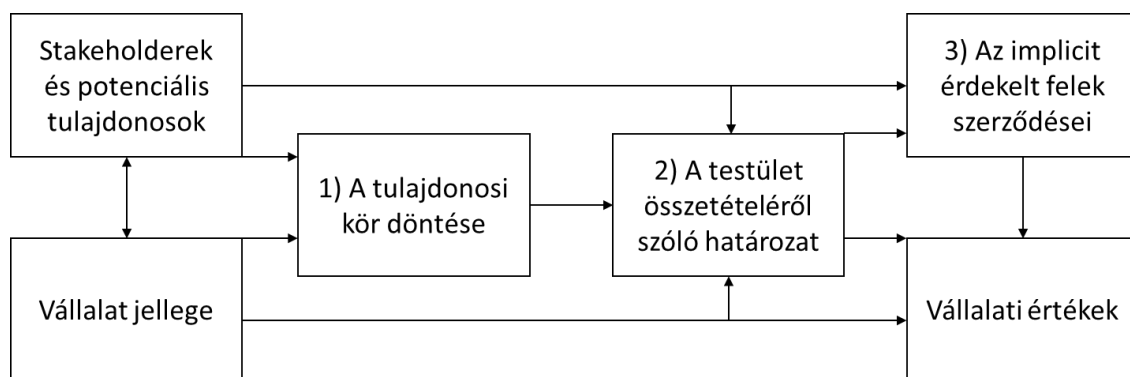 Stakeholderek
és potenciális
tulajdonosok
3) Az implicit
érdekelt felek
szerződései
1) A tulajdonosi
kör döntése
2) A testület
összetételéről
szóló határozat
Vállalat jellege
Vállalati értékek